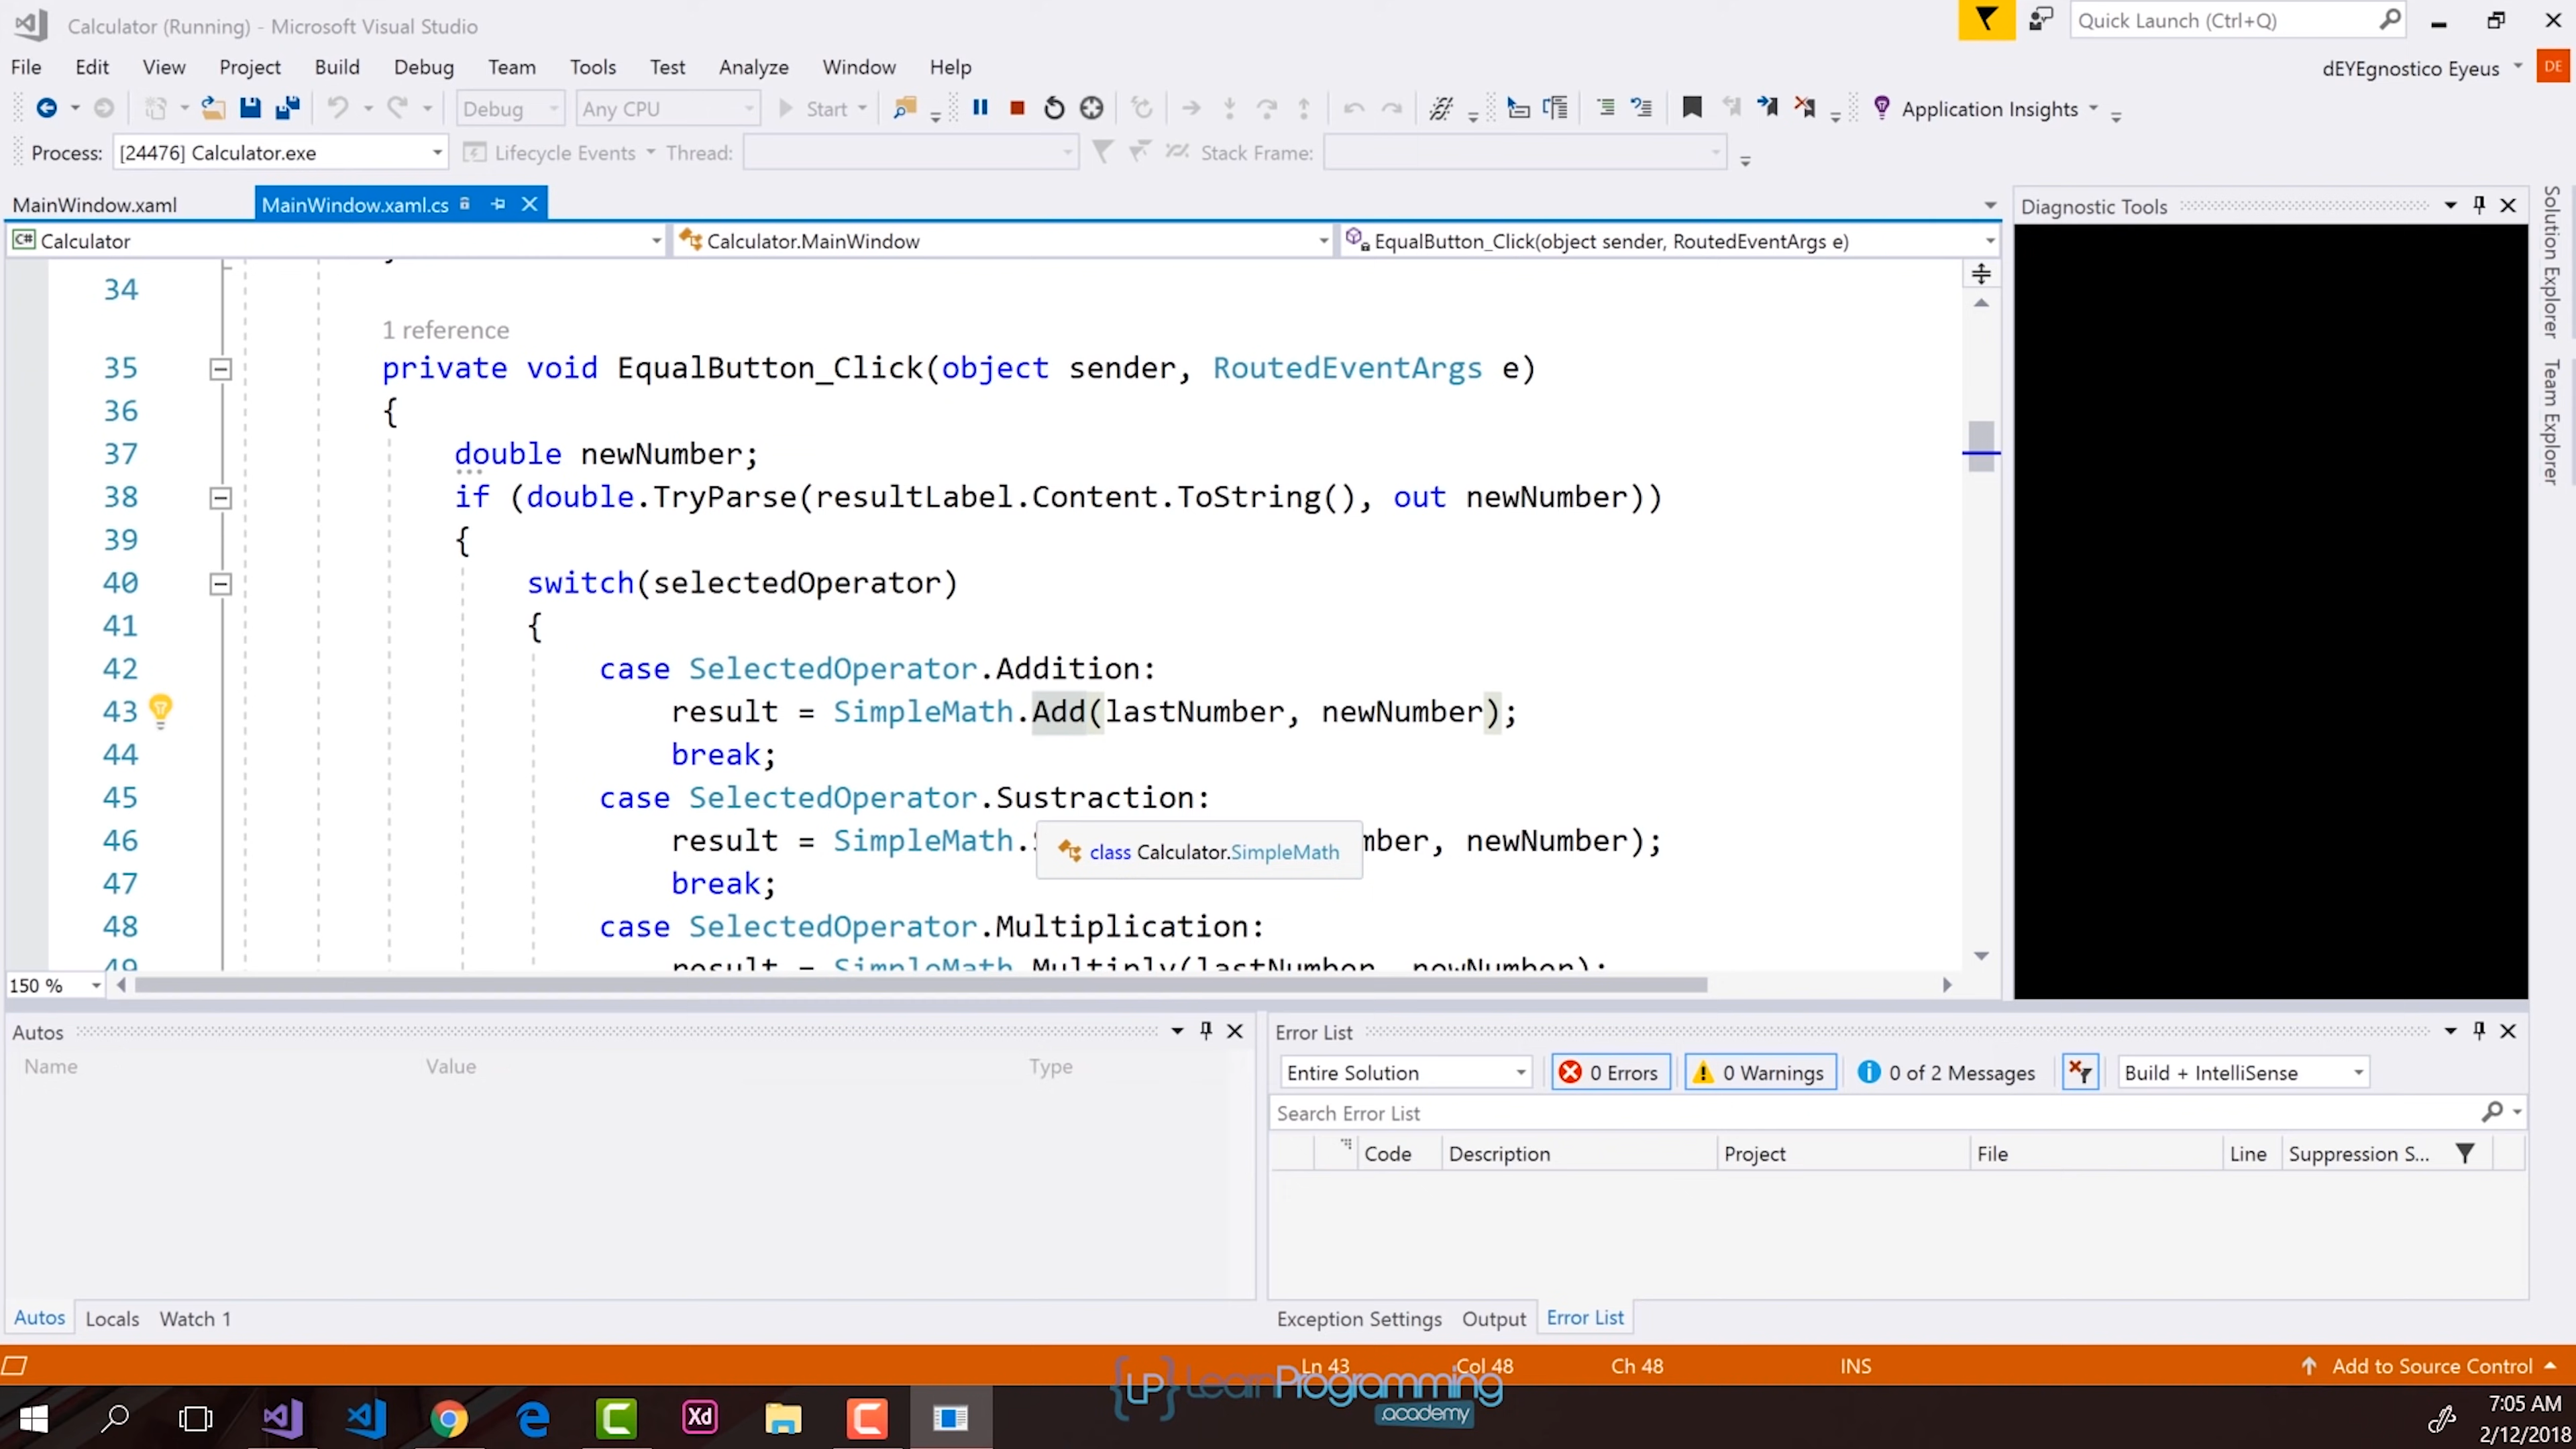 Calculator (Running) - Microsoft Visual Studio
Quick Launch (Ctrl+Q)
File Edit View Project Build Debug Team Tools Test Analyze Window Help
dEYEgnostico Eyeus DE
Debug Any CPU Start Application Insights
Process: [24476] Calculator.exe Lifecycle Events Thread: Stack Frame:
MainWindow.xaml MainWindow.xaml.cs
Diagnostic Tools
Solution Explorer
Team Explorer
C# Calculator Calculator.MainWindow EqualButton_Click(object sender, RoutedEventArgs e)
34
1 reference
35 private void EqualButton_Click(object sender, RoutedEventArgs e)
36 {
37 double newNumber;
38 if (double.TryParse(resultLabel.Content.ToString(), out newNumber))
39 {
40 switch(selectedOperator)
41 {
42 case SelectedOperator.Addition:
43 result = SimpleMath.Add(lastNumber, newNumber);
44 break;
45 case SelectedOperator.Sustraction:
46 result = SimpleMath. mber, newNumber);
class Calculator.SimpleMath
47 break;
48 case SelectedOperator.Multiplication:
49 result = SimpleMath.Multiply(lastNumber, newNumber);
150 %
Autos
Name Value Type
Error List
Entire Solution 0 Errors 0 Warnings 0 of 2 Messages Build + IntelliSense
Search Error List
Code Description Project File Line Suppression S...
Autos Locals Watch 1
Exception Settings Output Error List
Ln 43 Col 48 Ch 48 INS Add to Source Control
{LP} LearnProgramming
.academy
Xd
7:05 AM
2/12/2018